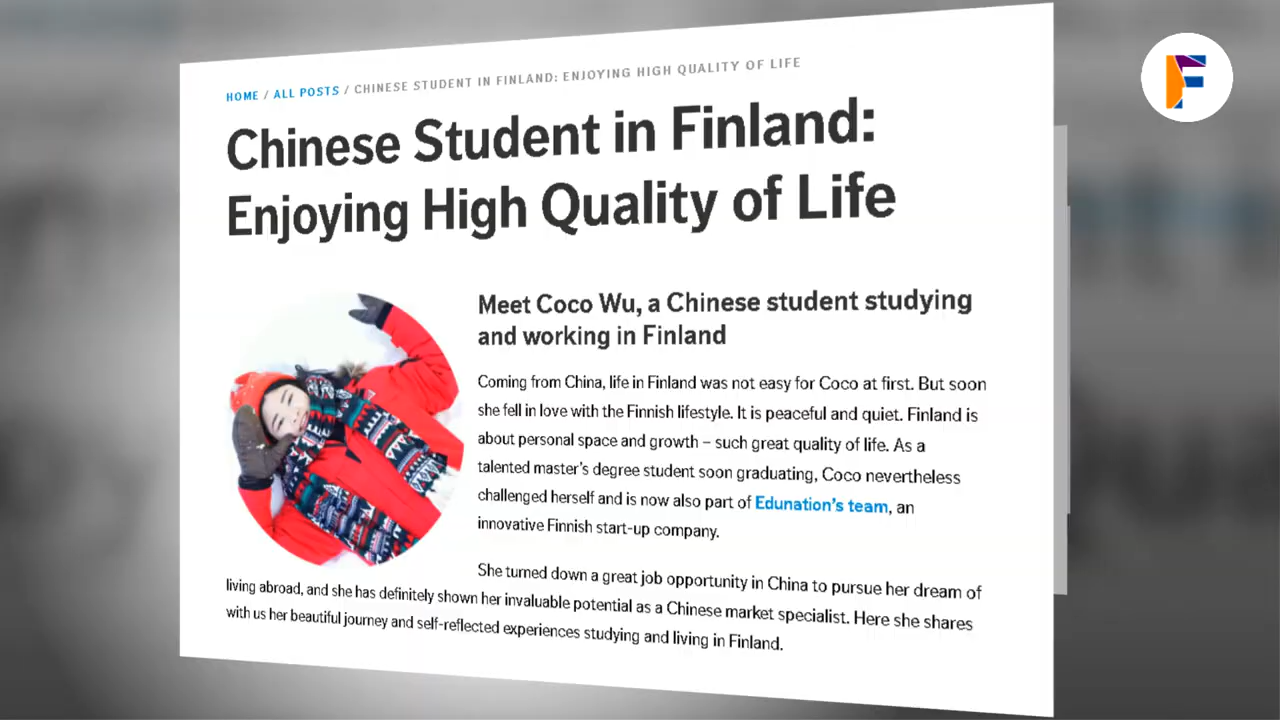 HOME / ALL POSTS / CHINESE STUDENT IN FINLAND: ENJOYING HIGH QUALITY OF LIFE
Chinese Student in Finland:
Enjoying High Quality of Life
Meet Coco Wu, a Chinese student studying
and working in Finland
Coming from China, life in Finland was not easy for Coco at first. But soon
she fell in love with the Finnish lifestyle. It is peaceful and quiet. Finland is
about personal space and growth – such great quality of life. As a
talented master's degree student soon graduating, Coco nevertheless
challenged herself and is now also part of Edunation's team, an
innovative Finnish start-up company.
She turned down a great job opportunity in China to pursue her dream of
living abroad, and she has definitely shown her invaluable potential as a Chinese market specialist. Here she shares
with us her beautiful journey and self-reflected experiences studying and living in Finland.
F